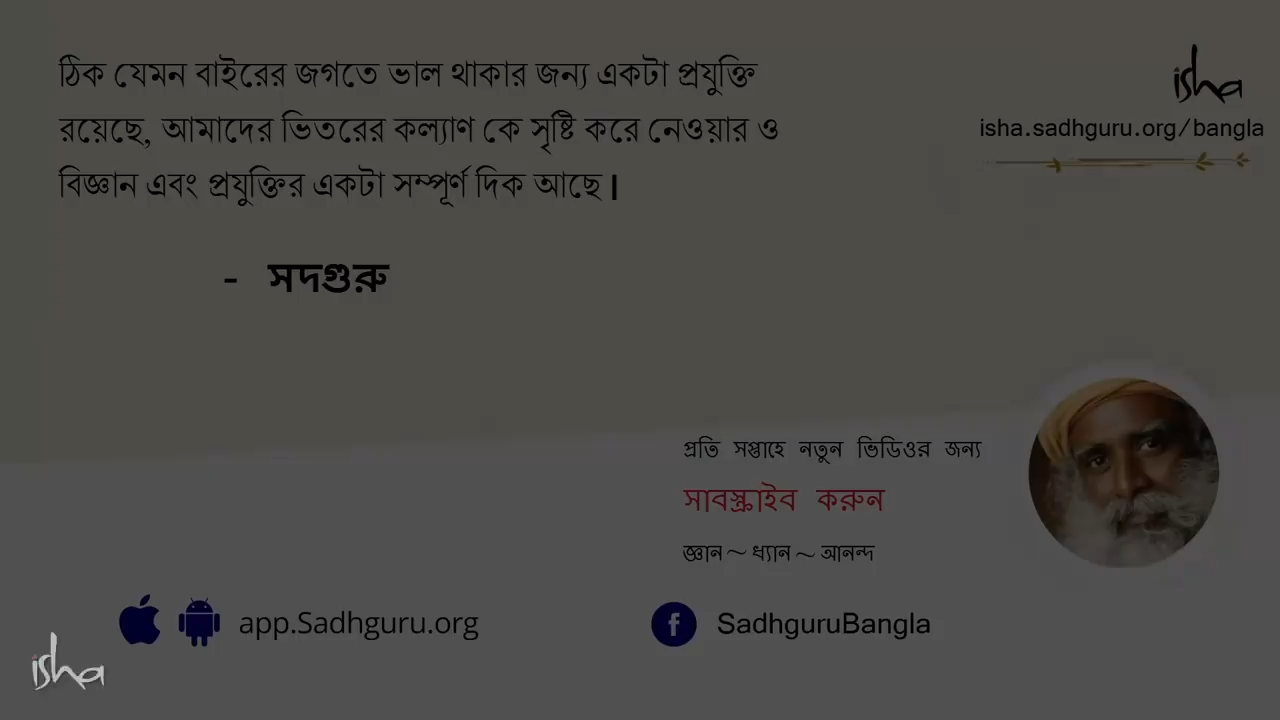 ঠিক যেমন বাইরের জগতে ভাল থাকার জন্য একটা প্রযুক্তি
রয়েছে, আমাদের ভিতরের কল্যাণ কে সৃষ্টি করে নেওয়ার ও
বিজ্ঞান এবং প্রযুক্তির একটা সম্পূর্ণ দিক আছে।
- সদগুরু
isha
isha.sadhguru.org/bangla
প্রতি সপ্তাহে নতুন ভিডিওর জন্য
সাবস্ক্রাইব করুন
জ্ঞান ~ ধ্যান ~ আনন্দ
app.Sadhguru.org
SadhguruBangla
isha